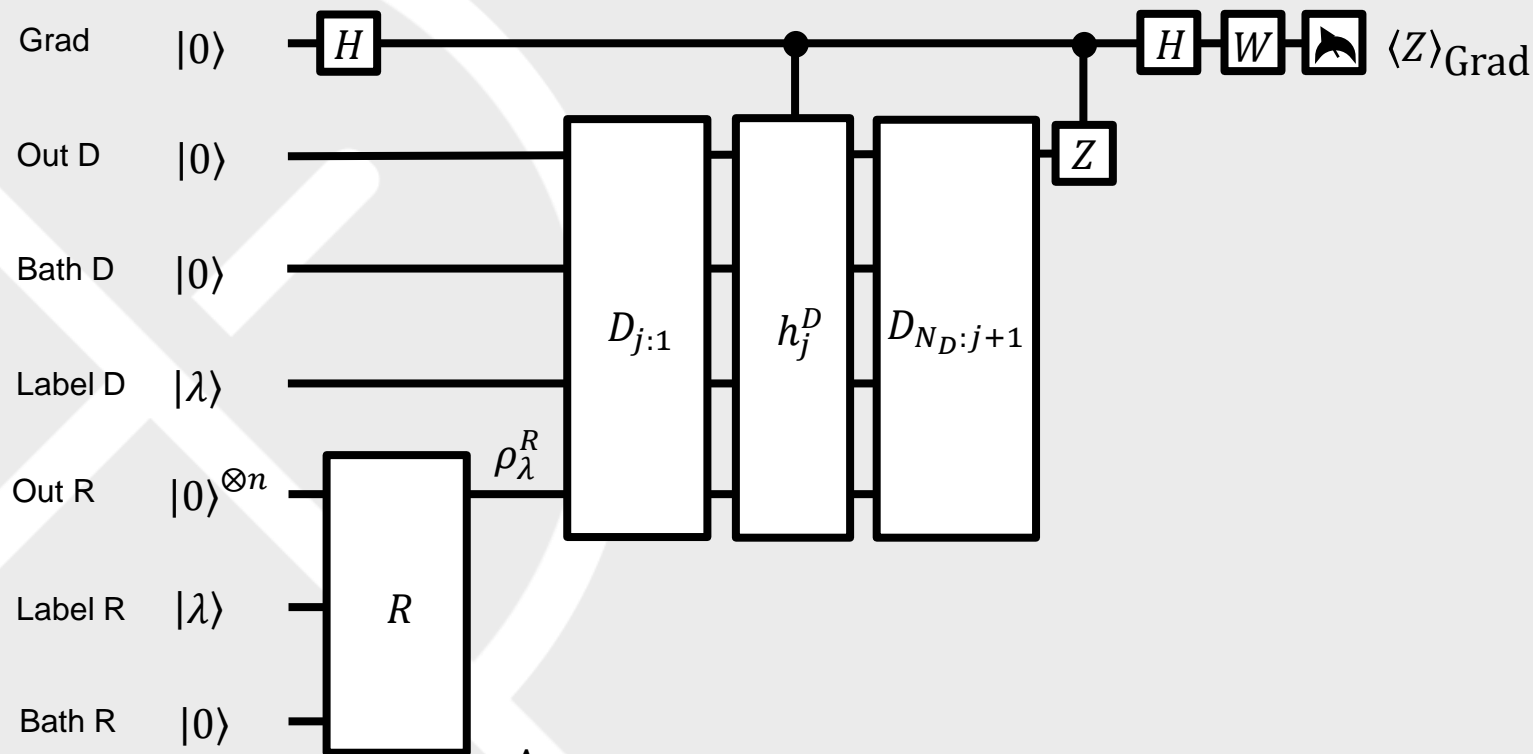 Grad |0⟩ H H W ⟨Z⟩Grad
Out D |0⟩ Z
Bath D |0⟩
D_{j:1} h_j^D D_{N_D:j+1}
Label D |λ⟩
ρ_λ^R
Out R |0⟩^{⊗n}
Label R |λ⟩ R
Bath R |0⟩